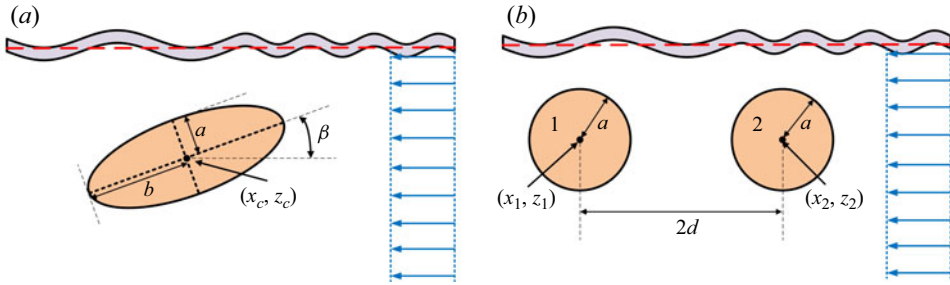 (a)
a
β
b
(x_c, z_c)
(b)
1
a
2
a
(x_1, z_1)
(x_2, z_2)
2d